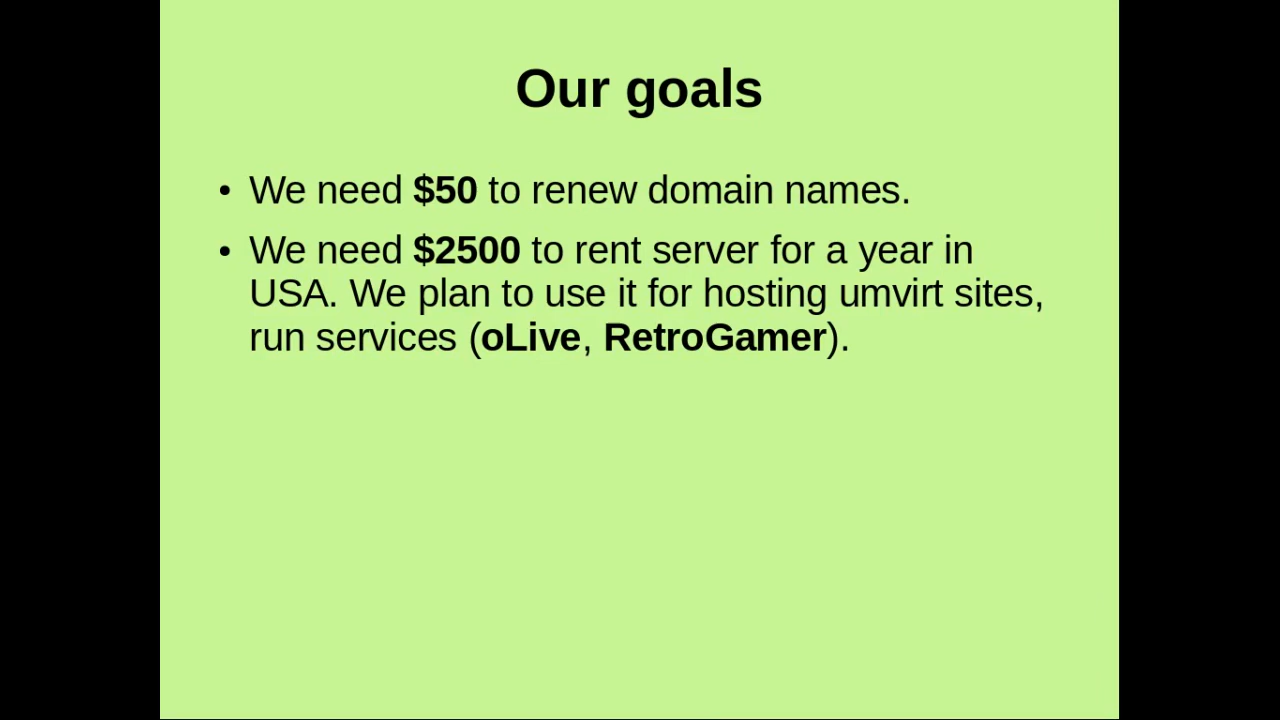 Our goals
• We need $50 to renew domain names.
• We need $2500 to rent server for a year in
USA. We plan to use it for hosting umvirt sites,
run services (oLive, RetroGamer).